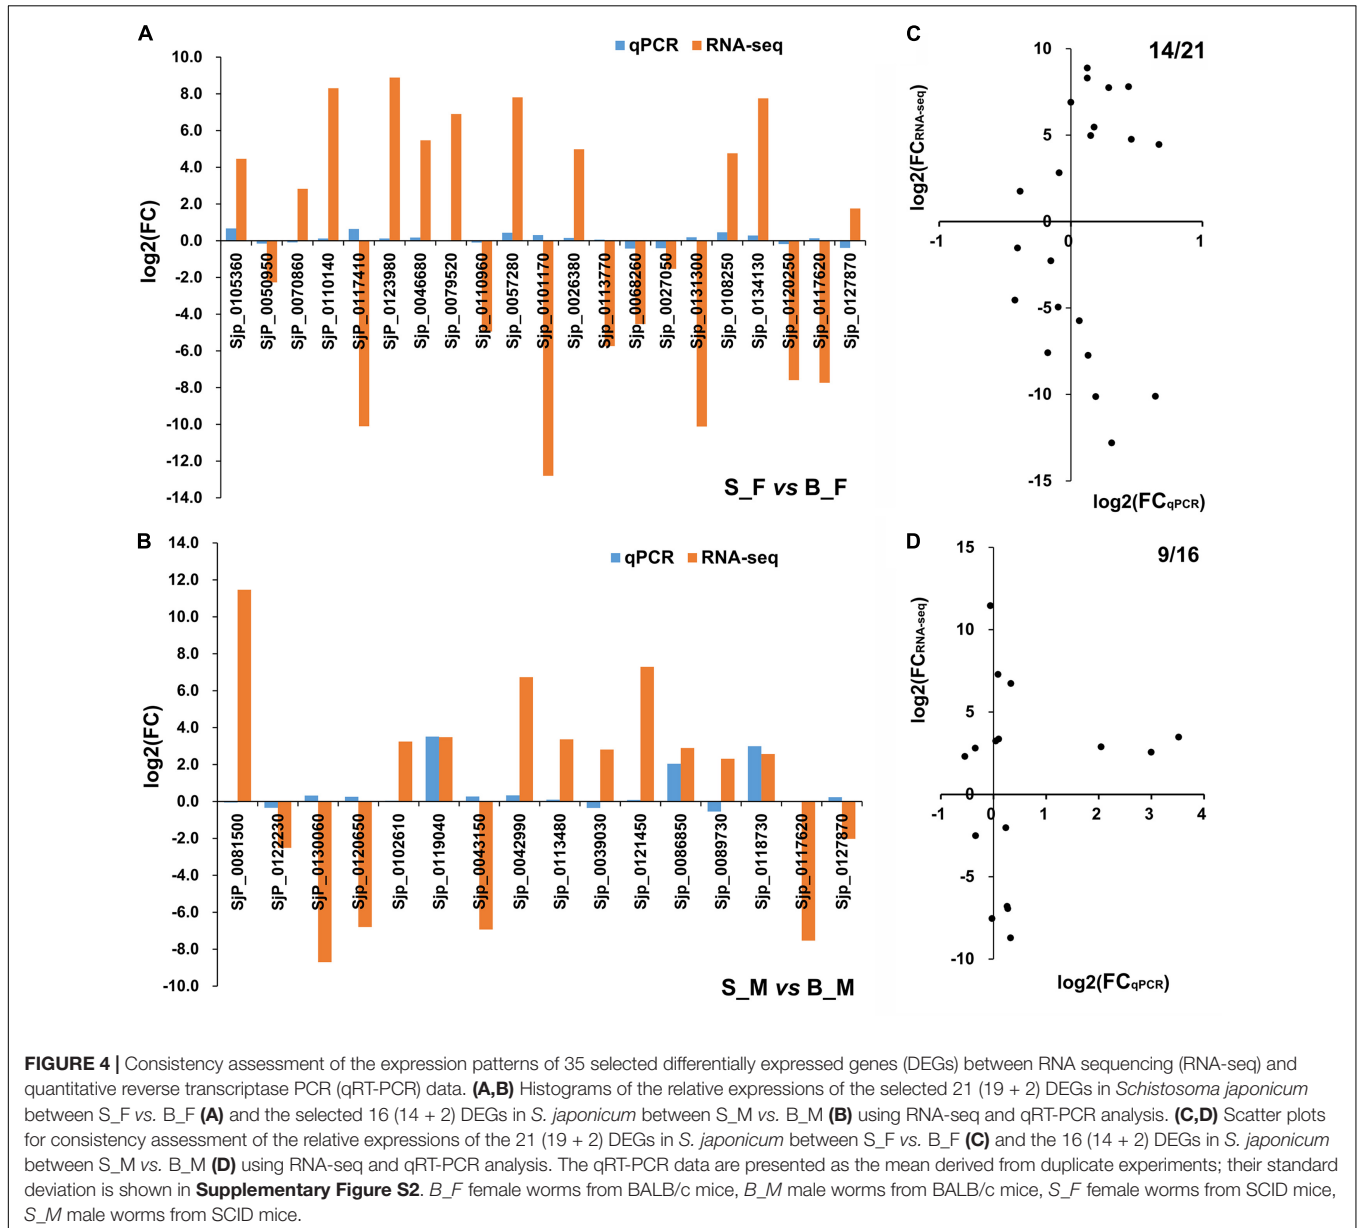 A
qPCR RNA-seq
10.0
8.0
6.0
4.0
2.0
0.0
-2.0
-4.0
-6.0
-8.0
-10.0
-12.0
-14.0
log2(FC)
Sjp_0105360
SjP_0050950
SjP_0070860
Sjp_0110140
SjP_0117410
SjP_0123980
Sjp_0046680
Sjp_0079520
Sjp_0110960
Sjp_0057280
Sjp_0101170
Sjp_0026380
Sjp_0113770
Sjp_0068260
Sjp_0027050
Sjp_0131300
Sjp_0108250
Sjp_0134130
Sjp_0120250
Sjp_0117620
Sjp_0127870
S_F vs B_F
C
14/21
10
5
0
-5
-10
-15
-1 0 1
log2(FCRNA-seq)
log2(FCqPCR)
B
qPCR RNA-seq
14.0
12.0
10.0
8.0
6.0
4.0
2.0
0.0
-2.0
-4.0
-6.0
-8.0
-10.0
log2(FC)
SjP_0081500
SjP_0122230
SjP_0130060
SjP_0120650
Sjp_0102610
Sjp_0119040
Sjp_0043150
Sjp_0042990
Sjp_0113480
Sjp_0039030
Sjp_0121450
Sjp_0086850
Sjp_0089730
Sjp_0118730
Sjp_0117620
Sjp_0127870
S_M vs B_M
D
9/16
15
10
5
0
-5
-10
-1 0 1 2 3 4
log2(FCRNA-seq)
log2(FCqPCR)
FIGURE 4 | Consistency assessment of the expression patterns of 35 selected differentially expressed genes (DEGs) between RNA sequencing (RNA-seq) and
quantitative reverse transcriptase PCR (qRT-PCR) data. (A,B) Histograms of the relative expressions of the selected 21 (19 + 2) DEGs in Schistosoma japonicum
between S_F vs. B_F (A) and the selected 16 (14 + 2) DEGs in S. japonicum between S_M vs. B_M (B) using RNA-seq and qRT-PCR analysis. (C,D) Scatter plots
for consistency assessment of the relative expressions of the 21 (19 + 2) DEGs in S. japonicum between S_F vs. B_F (C) and the 16 (14 + 2) DEGs in S. japonicum
between S_M vs. B_M (D) using RNA-seq and qRT-PCR analysis. The qRT-PCR data are presented as the mean derived from duplicate experiments; their standard
deviation is shown in Supplementary Figure S2. B_F female worms from BALB/c mice, B_M male worms from BALB/c mice, S_F female worms from SCID mice,
S_M male worms from SCID mice.